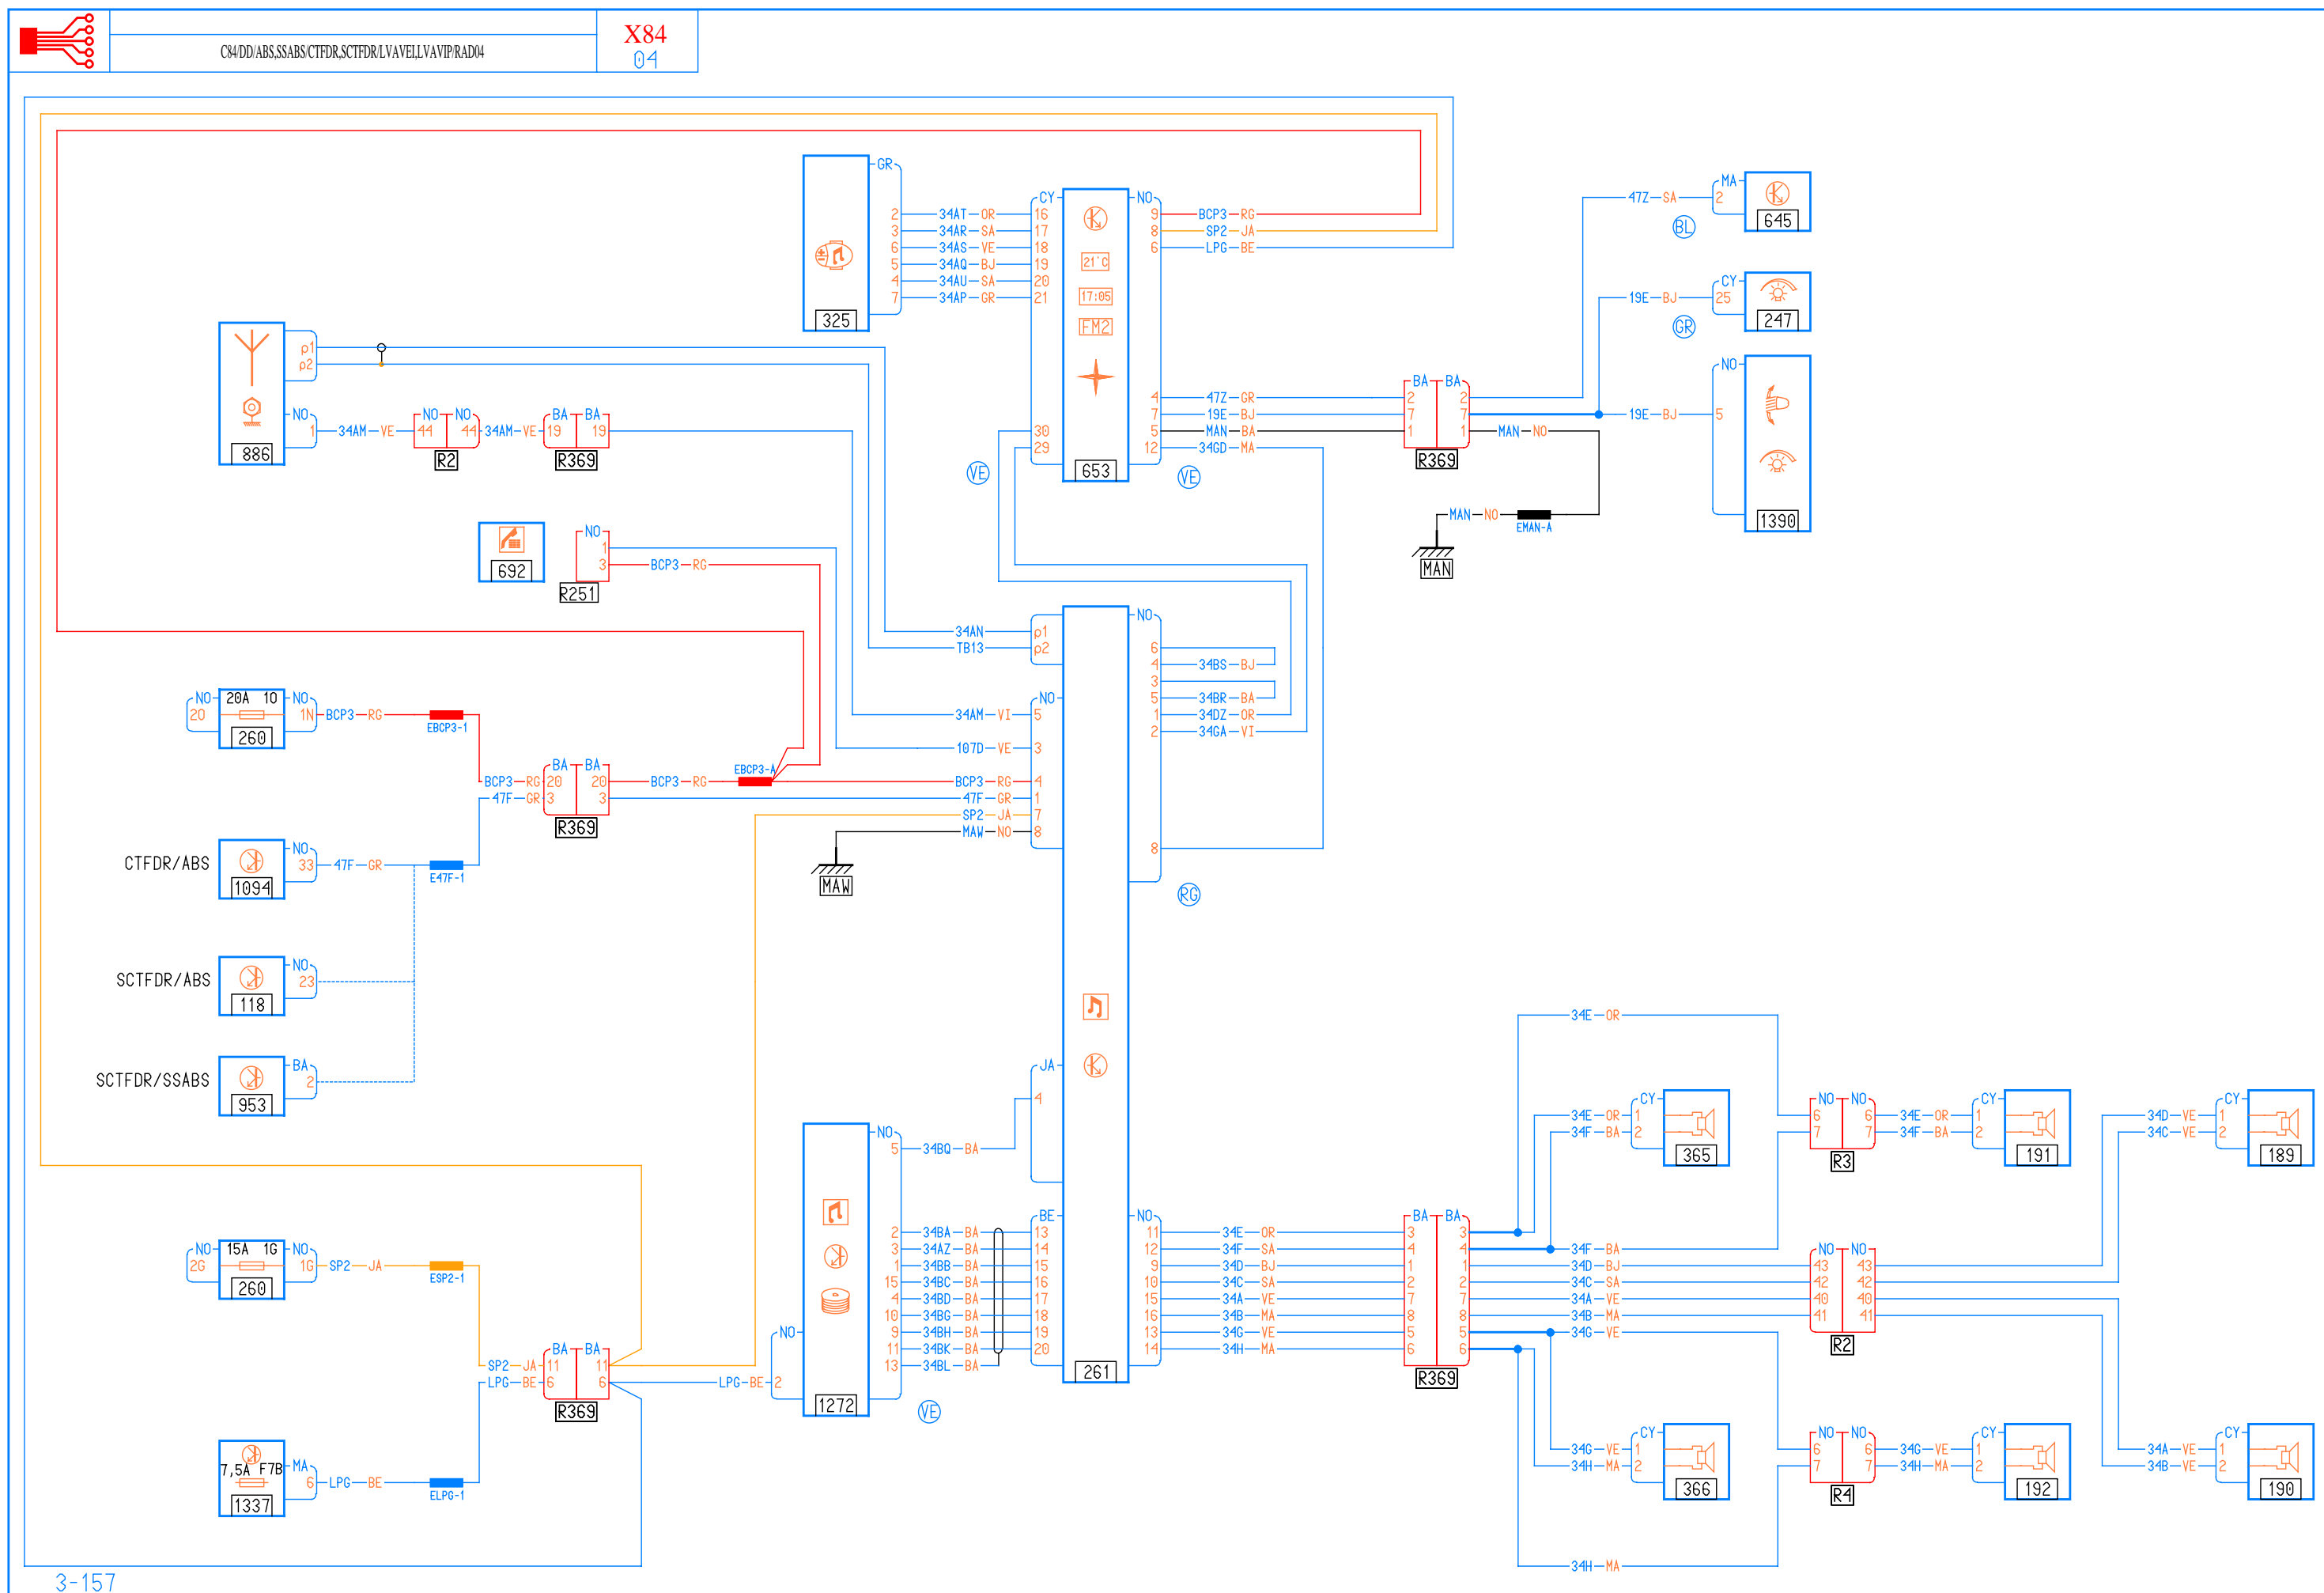 C84/DD/ABS,SSABS/CTFDR,SCTFDR/LVAVEL,LVAVIP/RAD04
X84
04
GR
2 34AT OR 16
3 34AR SA 17
6 34AS VE 18
5 34AQ BJ 19
4 34AU SA 20
7 34AP GR 21
325
CY
21°C
17:05
FM2
30
29
653
VE
NO
9 BCP3 RG
8 SP2 JA
6 LPG BE
4 47Z GR
7 19E BJ
5 MAN BA
12 34GD MA
VE
BA BA
2 2
7 7
1 1
R369
MAN NO
MAN NO
EMAN-A
MAN
47Z SA
BL
MA
2
645
19E BJ
GR
CY
25
247
19E BJ
NO
5
1390
p1
p2
NO
1
886
34AM VE
NO NO
44 44
R2
34AM VE
BA BA
19 19
R369
692
NO
1
3
R251
BCP3 RG
NO
20
20A 10
260
NO
1N
BCP3 RG
EBCP3-1
BCP3 RG
47F GR
BA BA
20 20
3 3
R369
BCP3 RG
EBCP3-A
34AN p1
TB13 p2
NO
34AM VI 5
107D VE 3
BCP3 RG 4
47F GR 1
SP2 JA 7
MAW NO 8
MAW
NO
6
4 34BS BJ
3
5 34BR BA
1 34DZ OR
2 34GA VI
8
RG
CTFDR/ABS
1094
NO
33
47F GR
E47F-1
SCTFDR/ABS
118
NO
23
SCTFDR/SSABS
953
BA
2
NO
2G
15A 1G
260
NO
1G
SP2 JA
ESP2-1
SP2 JA
LPG BE
BA BA
11 11
6 6
R369
LPG BE
7,5A F7B
1337
MA
6
LPG BE
ELPG-1
NO
2
1272
VE
NO
5 34BQ BA
JA
4
BE
2 34BA BA 13
3 34AZ BA 14
1 34BB BA 15
15 34BC BA 16
4 34BD BA 17
10 34BG BA 18
9 34BH BA 19
11 34BK BA 20
13 34BL BA
261
NO
11 34E OR
12 34F SA
9 34D BJ
10 34C SA
15 34A VE
16 34B MA
13 34G VE
14 34H MA
BA BA
3 3
4 4
1 1
2 2
7 7
8 8
5 5
6 6
R369
34E OR
34E OR
34F BA
CY
1
2
365
34F BA
34D BJ
34C SA
34A VE
34B MA
34G VE
34G VE
34H MA
CY
1
2
366
34H MA
NO NO
6 6
7 7
R3
34E OR
34F BA
CY
1
2
191
NO NO
43 43
42 42
40 40
41 41
R2
34D VE
34C VE
CY
1
2
189
NO NO
6 6
7 7
R4
34G VE
34H MA
CY
1
2
192
34A VE
34B VE
CY
1
2
190
3-157